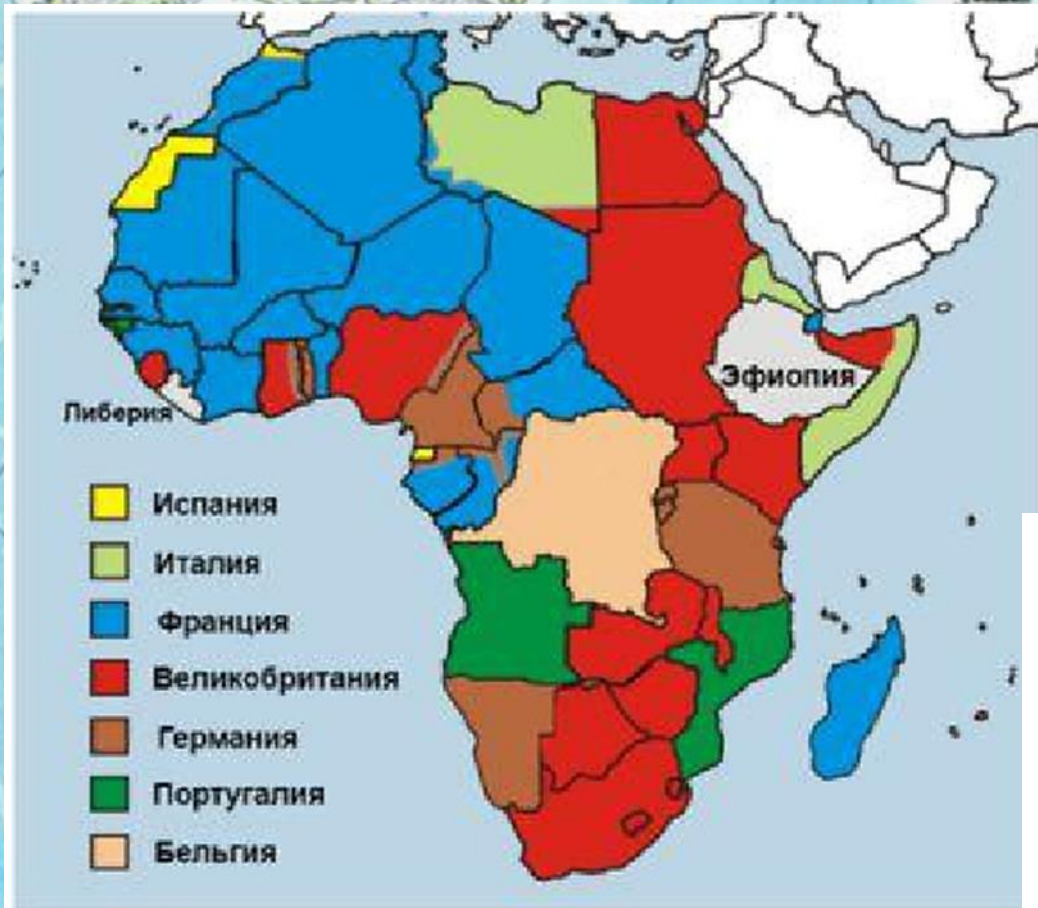 Эфиопия
Либерия
Испания
Италия
Франция
Великобритания
Германия
Португалия
Бельгия